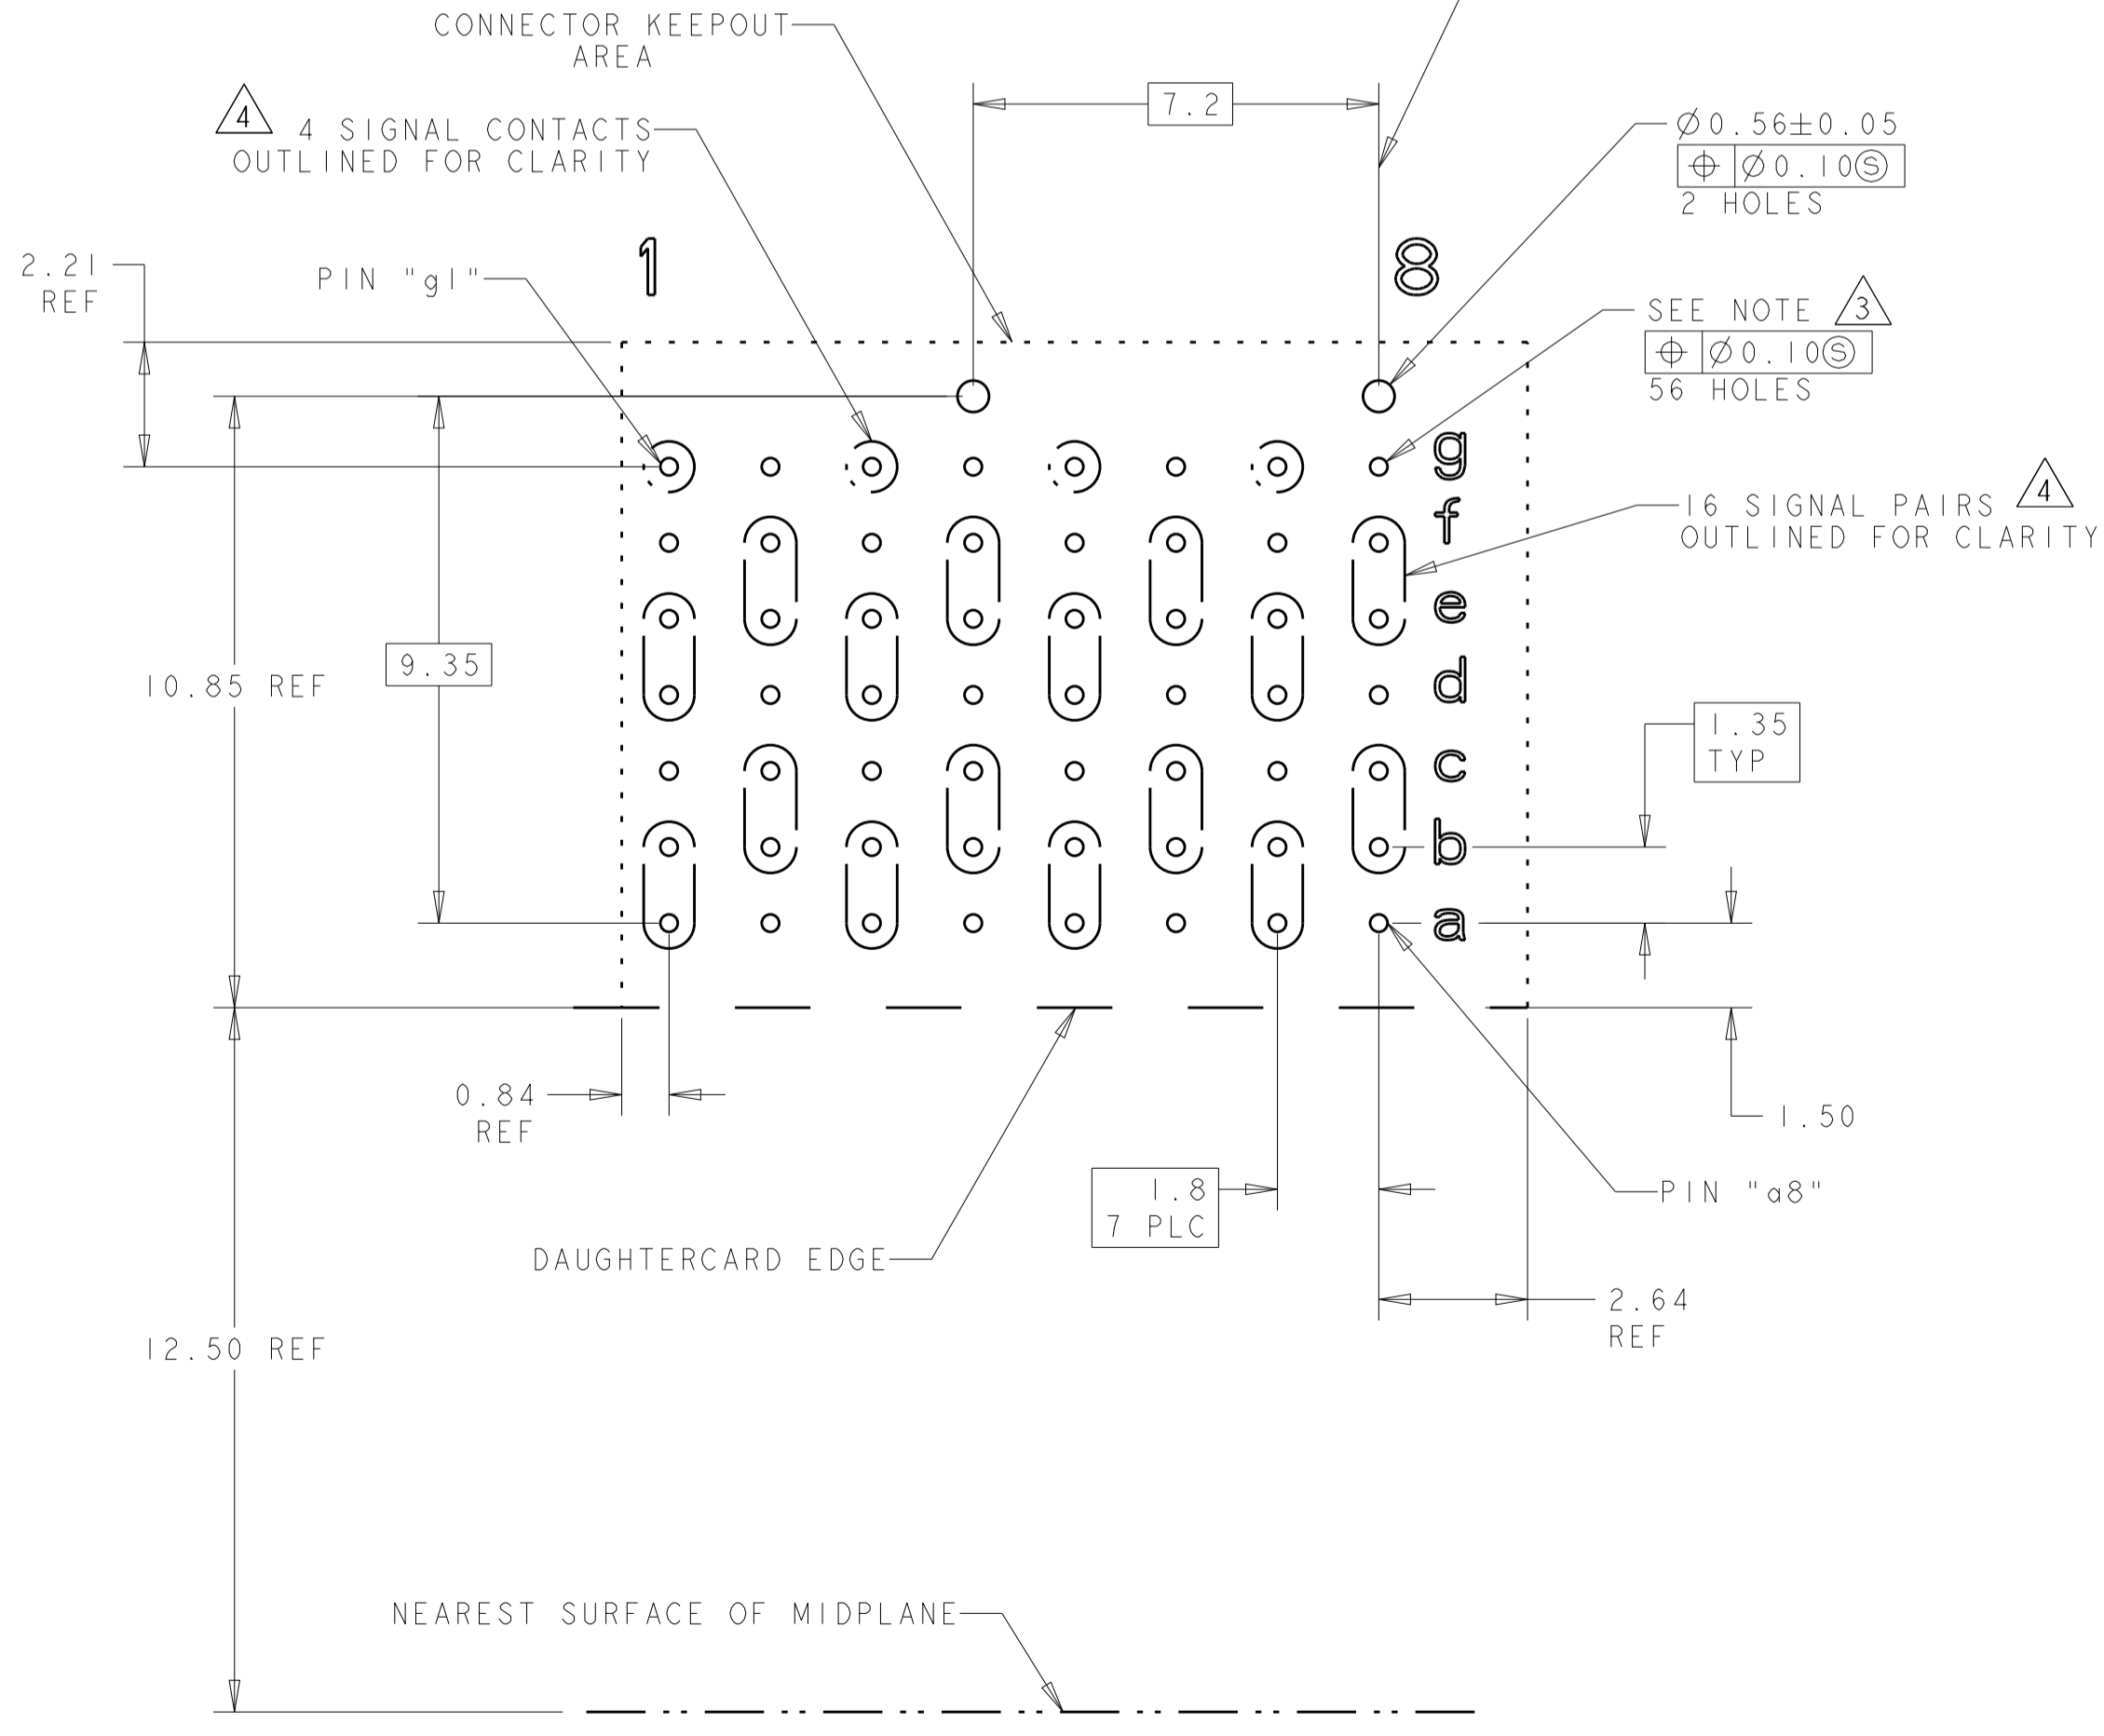 CONNECTOR KEEPOUT
AREA
7.2
4
4 SIGNAL CONTACTS
OUTLINED FOR CLARITY
Ø0.56±0.05
⌖ Ø0.10Ⓢ
2 HOLES
2.21
REF
PIN "g1"
1
8
SEE NOTE 3
⌖ Ø0.10Ⓢ
56 HOLES
g
f
e
d
c
b
a
16 SIGNAL PAIRS 4
OUTLINED FOR CLARITY
10.85 REF
9.35
1.35
TYP
0.84
REF
1.50
1.8
7 PLC
PIN "a8"
DAUGHTERCARD EDGE
2.64
REF
12.50 REF
NEAREST SURFACE OF MIDPLANE